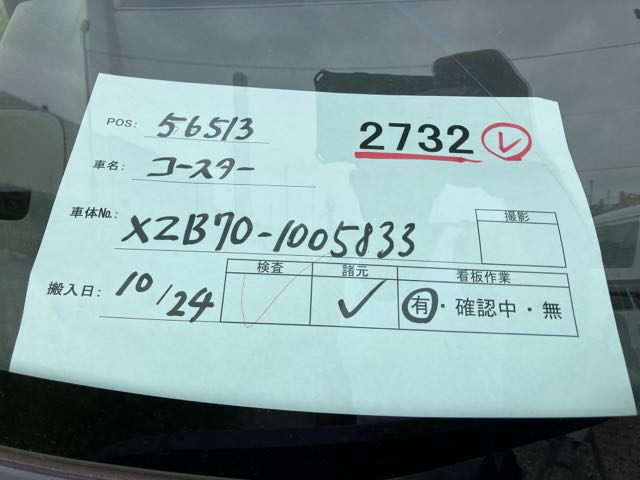 POS: 56513
2732 レ
車名: コースター
車体No.: XZB70-1005833
撮影
搬入日: 10/24
検査 諸元 看板作業
✓ ✓ 有・確認中・無